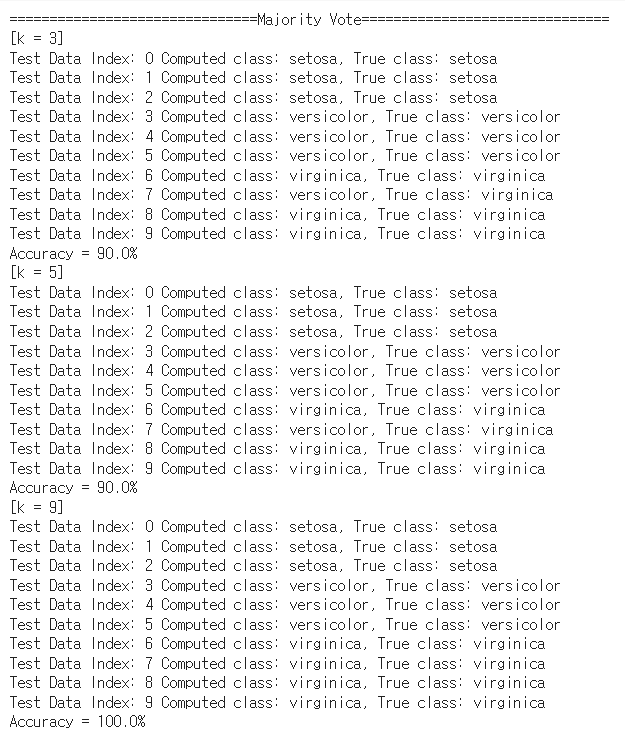 ===============================Majority Vote===============================
[k = 3]
Test Data Index: 0 Computed class: setosa, True class: setosa
Test Data Index: 1 Computed class: setosa, True class: setosa
Test Data Index: 2 Computed class: setosa, True class: setosa
Test Data Index: 3 Computed class: versicolor, True class: versicolor
Test Data Index: 4 Computed class: versicolor, True class: versicolor
Test Data Index: 5 Computed class: versicolor, True class: versicolor
Test Data Index: 6 Computed class: virginica, True class: virginica
Test Data Index: 7 Computed class: versicolor, True class: virginica
Test Data Index: 8 Computed class: virginica, True class: virginica
Test Data Index: 9 Computed class: virginica, True class: virginica
Accuracy = 90.0%
[k = 5]
Test Data Index: 0 Computed class: setosa, True class: setosa
Test Data Index: 1 Computed class: setosa, True class: setosa
Test Data Index: 2 Computed class: setosa, True class: setosa
Test Data Index: 3 Computed class: versicolor, True class: versicolor
Test Data Index: 4 Computed class: versicolor, True class: versicolor
Test Data Index: 5 Computed class: versicolor, True class: versicolor
Test Data Index: 6 Computed class: virginica, True class: virginica
Test Data Index: 7 Computed class: versicolor, True class: virginica
Test Data Index: 8 Computed class: virginica, True class: virginica
Test Data Index: 9 Computed class: virginica, True class: virginica
Accuracy = 90.0%
[k = 9]
Test Data Index: 0 Computed class: setosa, True class: setosa
Test Data Index: 1 Computed class: setosa, True class: setosa
Test Data Index: 2 Computed class: setosa, True class: setosa
Test Data Index: 3 Computed class: versicolor, True class: versicolor
Test Data Index: 4 Computed class: versicolor, True class: versicolor
Test Data Index: 5 Computed class: versicolor, True class: versicolor
Test Data Index: 6 Computed class: virginica, True class: virginica
Test Data Index: 7 Computed class: virginica, True class: virginica
Test Data Index: 8 Computed class: virginica, True class: virginica
Test Data Index: 9 Computed class: virginica, True class: virginica
Accuracy = 100.0%